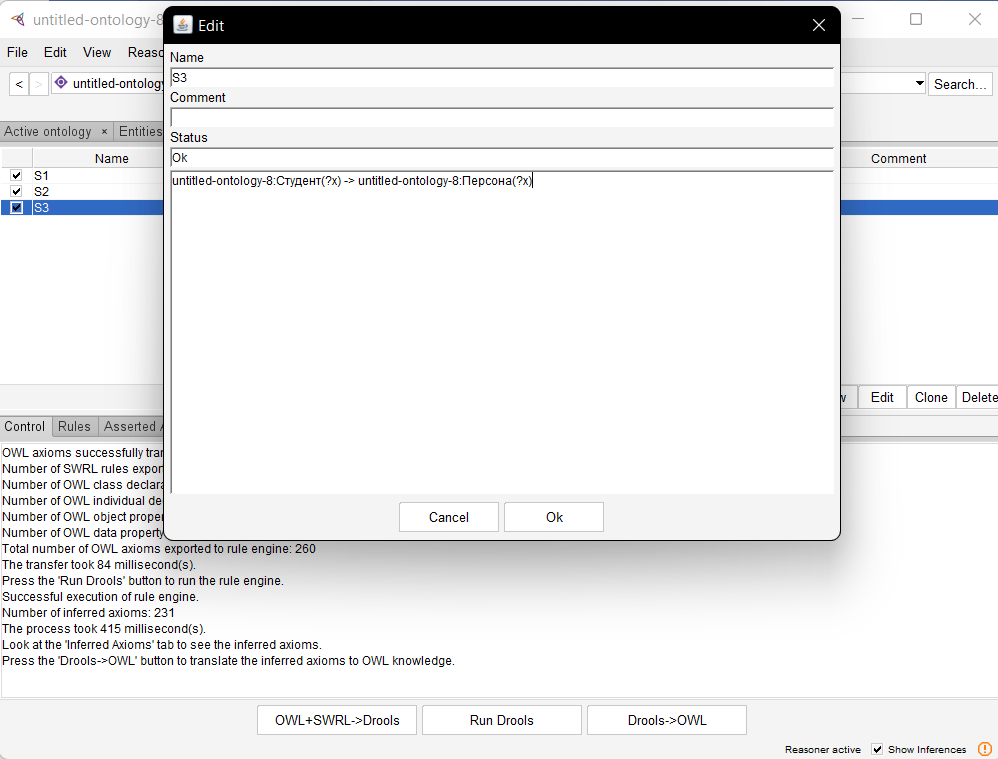 untitled-ontology-8
Edit
File Edit View Reaso
Name
S3
< > untitled-ontology
Search...
Comment
Active ontology × Entities
Status
Name
Ok
Comment
S1
untitled-ontology-8:Студент(?x) -> untitled-ontology-8:Персона(?x)
S2
S3
w Edit Clone Delete
Control Rules Asserted A
OWL axioms successfully tran
Number of SWRL rules export
Number of OWL class declara
Number of OWL individual de
Number of OWL object proper
Number of OWL data property
Cancel Ok
Total number of OWL axioms exported to rule engine: 260
The transfer took 84 millisecond(s).
Press the 'Run Drools' button to run the rule engine.
Successful execution of rule engine.
Number of inferred axioms: 231
The process took 415 millisecond(s).
Look at the 'Inferred Axioms' tab to see the inferred axioms.
Press the 'Drools->OWL' button to translate the inferred axioms to OWL knowledge.
OWL+SWRL->Drools Run Drools Drools->OWL
Reasoner active Show Inferences